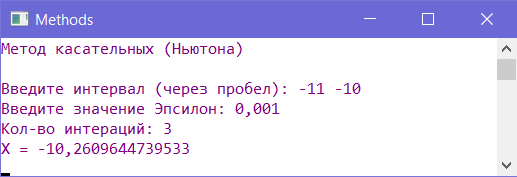 Methods
Метод касательных (Ньютона)
Введите интервал (через пробел): -11 -10
Введите значение Эпсилон: 0,001
Кол-во интераций: 3
X = -10,2609644739533